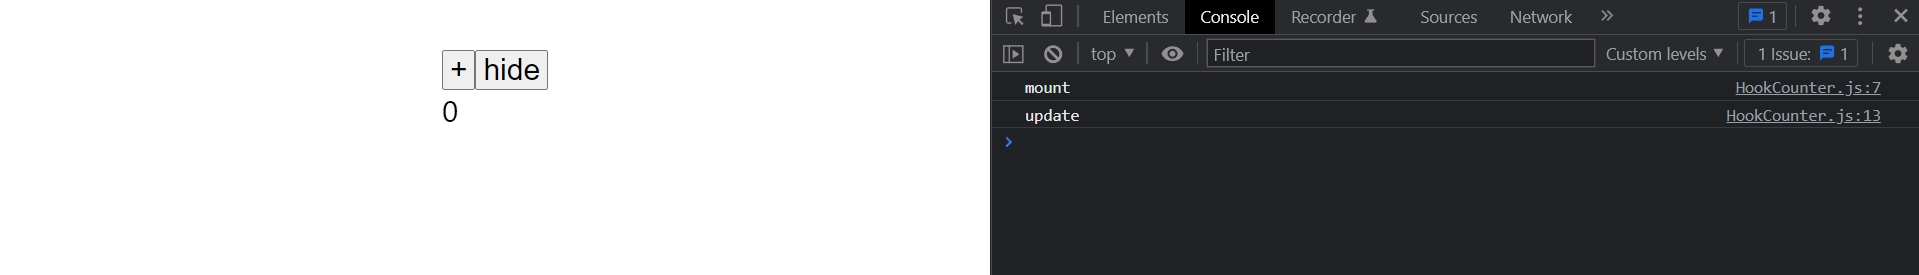 + hide
0
Elements Console Recorder Sources Network » 1
top Filter Custom levels 1 Issue: 1
mount HookCounter.js:7
update HookCounter.js:13